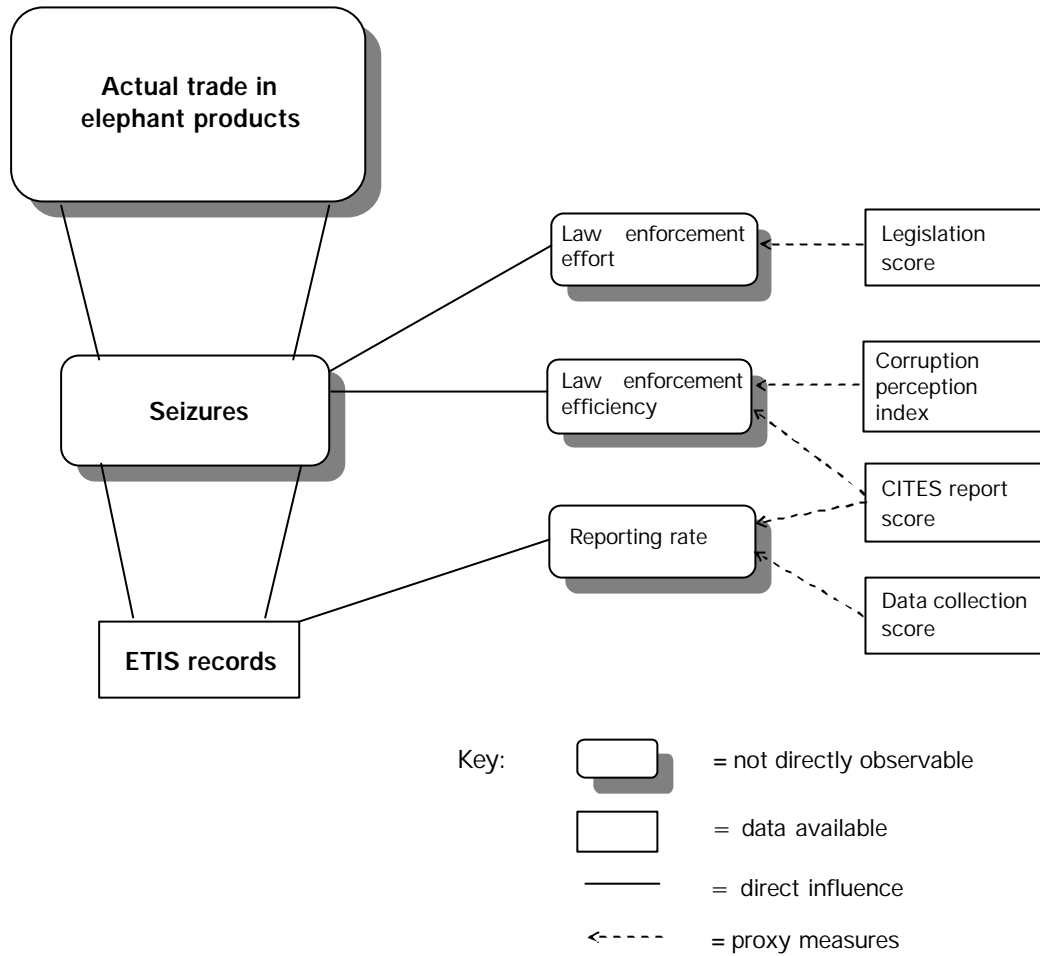 Actual trade in
elephant products
Law enforcement
effort
Legislation
score
Seizures
Law enforcement
efficiency
Corruption
perception
index
CITES report
score
Reporting rate
Data collection
score
ETIS records
Key:
= not directly observable
= data available
= direct influence
= proxy measures